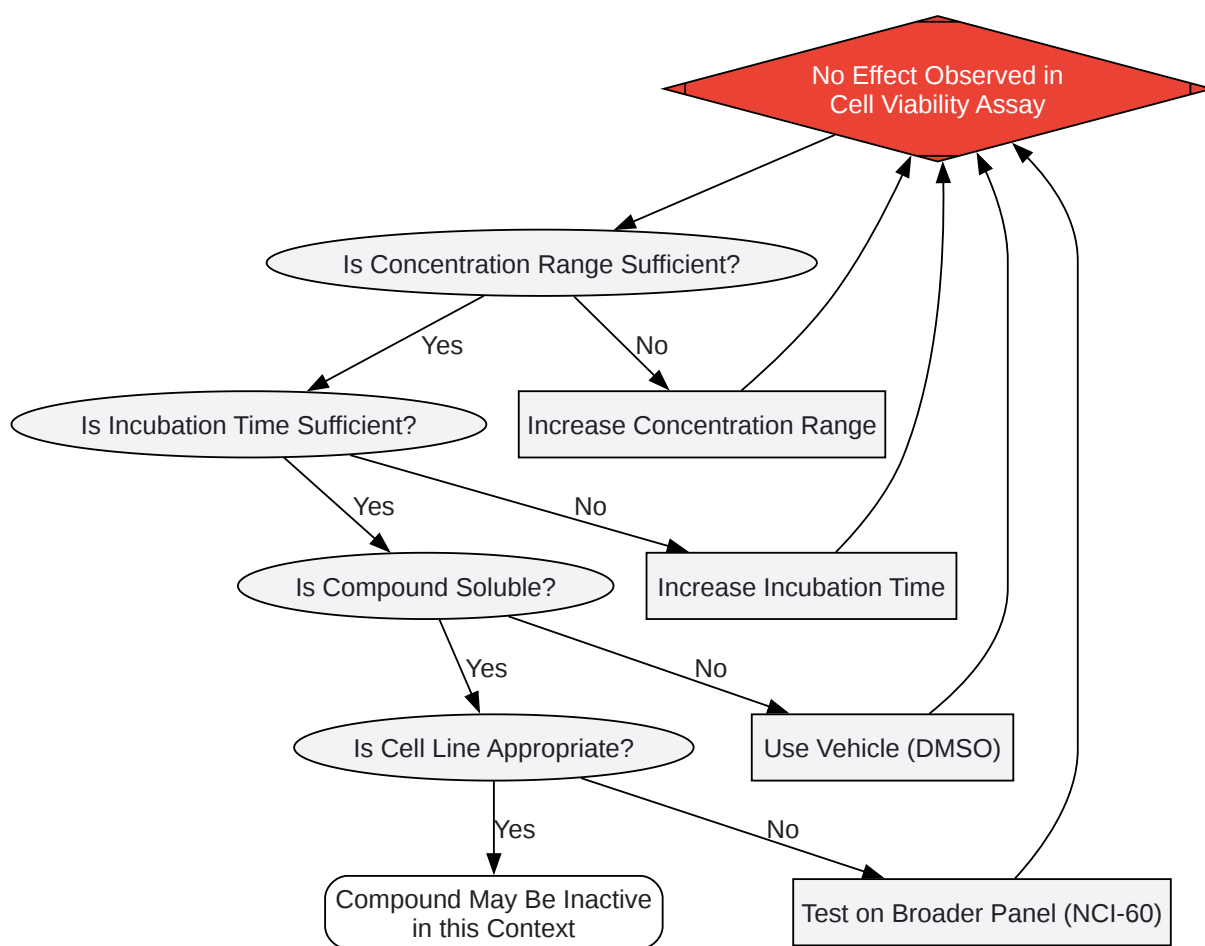 No Effect Observed in
Cell Viability Assay
Is Concentration Range Sufficient?
Yes
No
Is Incubation Time Sufficient?
Increase Concentration Range
Yes
No
Is Compound Soluble?
Increase Incubation Time
Yes
No
Is Cell Line Appropriate?
Use Vehicle (DMSO)
Yes
No
Compound May Be Inactive
in this Context
Test on Broader Panel (NCI-60)